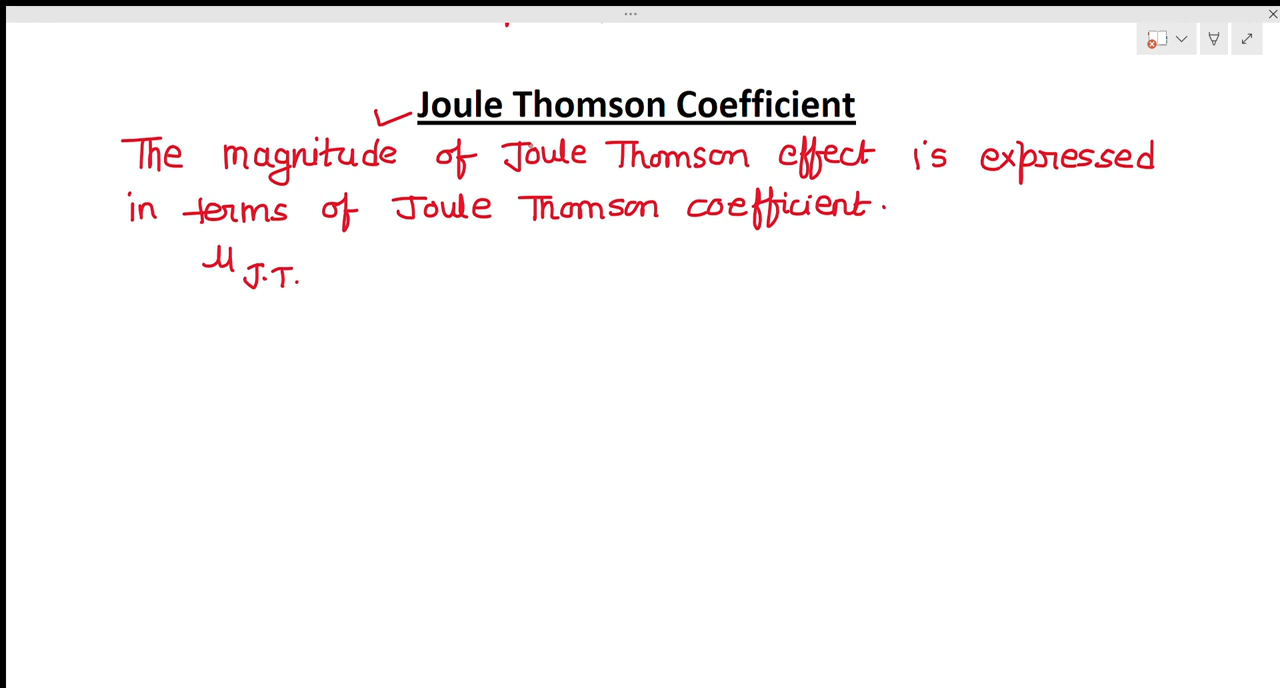 Joule Thomson Coefficient
The magnitude of Joule Thomson effect is expressed
in terms of Joule Thomson coefficient.
μ J.T.